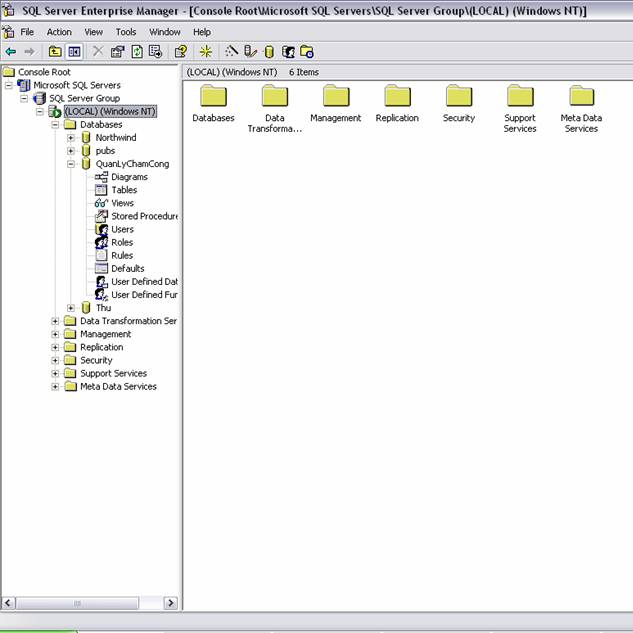 SQL Server Enterprise Manager - [Console Root\Microsoft SQL Servers\SQL Server Group\(LOCAL) (Windows NT)]
File Action View Tools Window Help
Console Root
Microsoft SQL Servers
SQL Server Group
(LOCAL) (Windows NT)
Databases
Northwind
pubs
QuanLyChamCong
Diagrams
Tables
Views
Stored Procedure
Users
Roles
Rules
Defaults
User Defined Dat
User Defined Fun
Thu
Data Transformation Ser
Management
Replication
Security
Support Services
Meta Data Services
(LOCAL) (Windows NT) 6 Items
Databases
Data
Transforma...
Management
Replication
Security
Support
Services
Meta Data
Services